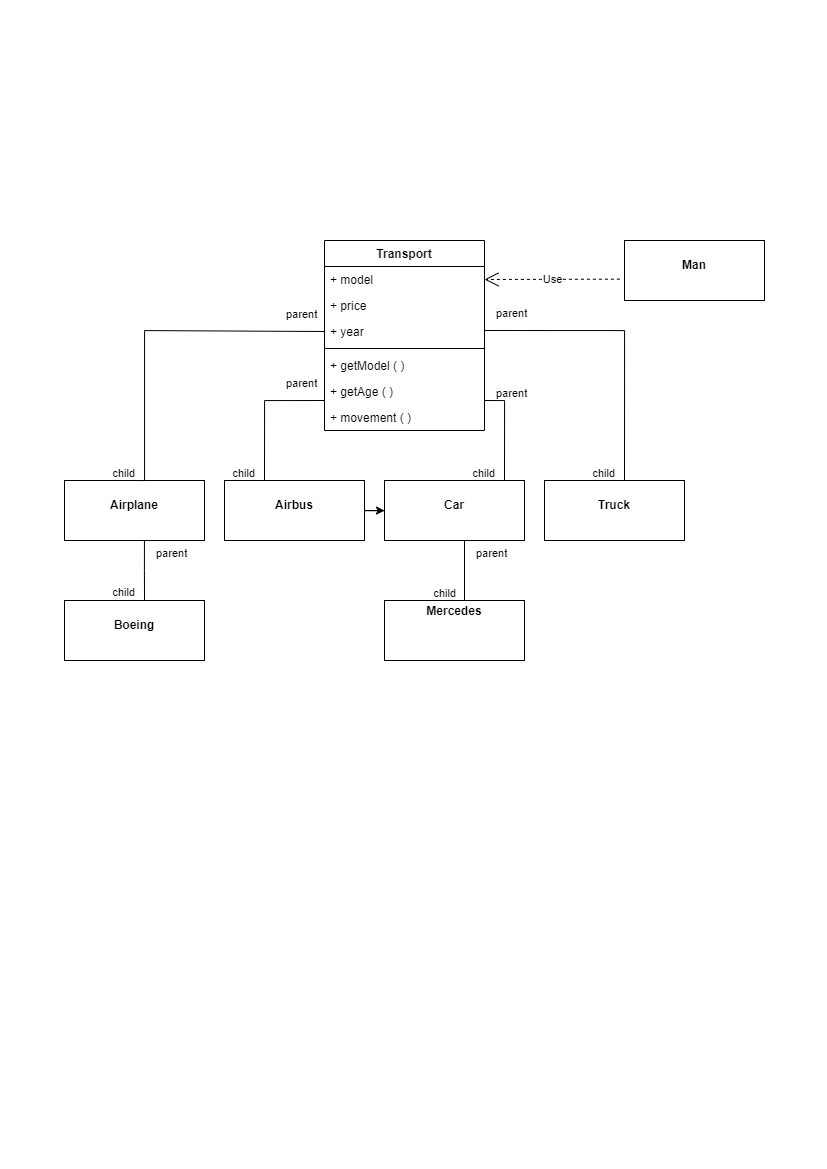 Transport
Man
+ model
Use
+ price
parent
parent
+ year
+ getModel ( )
parent
+ getAge ( )
parent
+ movement ( )
child
child
child
child
Airplane
Airbus
Car
Truck
parent
parent
child
child
Boeing
Mercedes